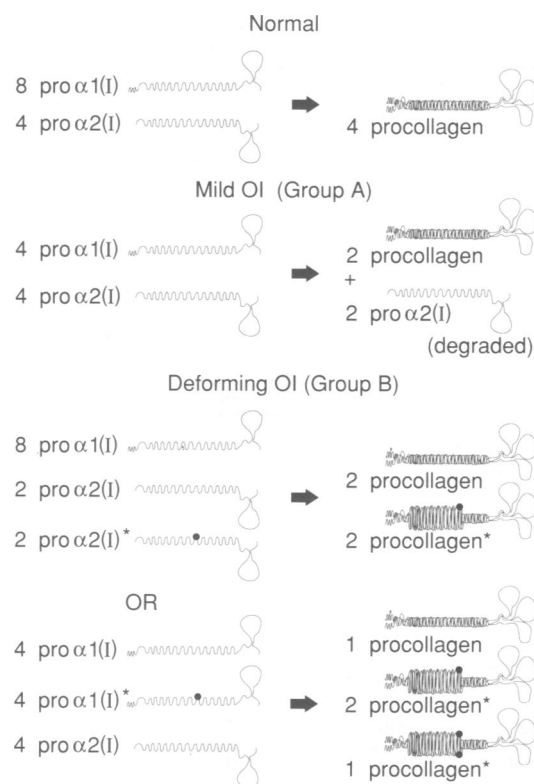 Normal
8 pro α1(I)
4 pro α2(I)
4 procollagen
Mild OI (Group A)
4 pro α1(I)
4 pro α2(I)
2 procollagen
+
2 pro α2(I)
(degraded)
Deforming OI (Group B)
8 pro α1(I)
2 pro α2(I)
2 pro α2(I)*
2 procollagen
2 procollagen*
OR
4 pro α1(I)
4 pro α1(I)*
4 pro α2(I)
1 procollagen
2 procollagen*
1 procollagen*